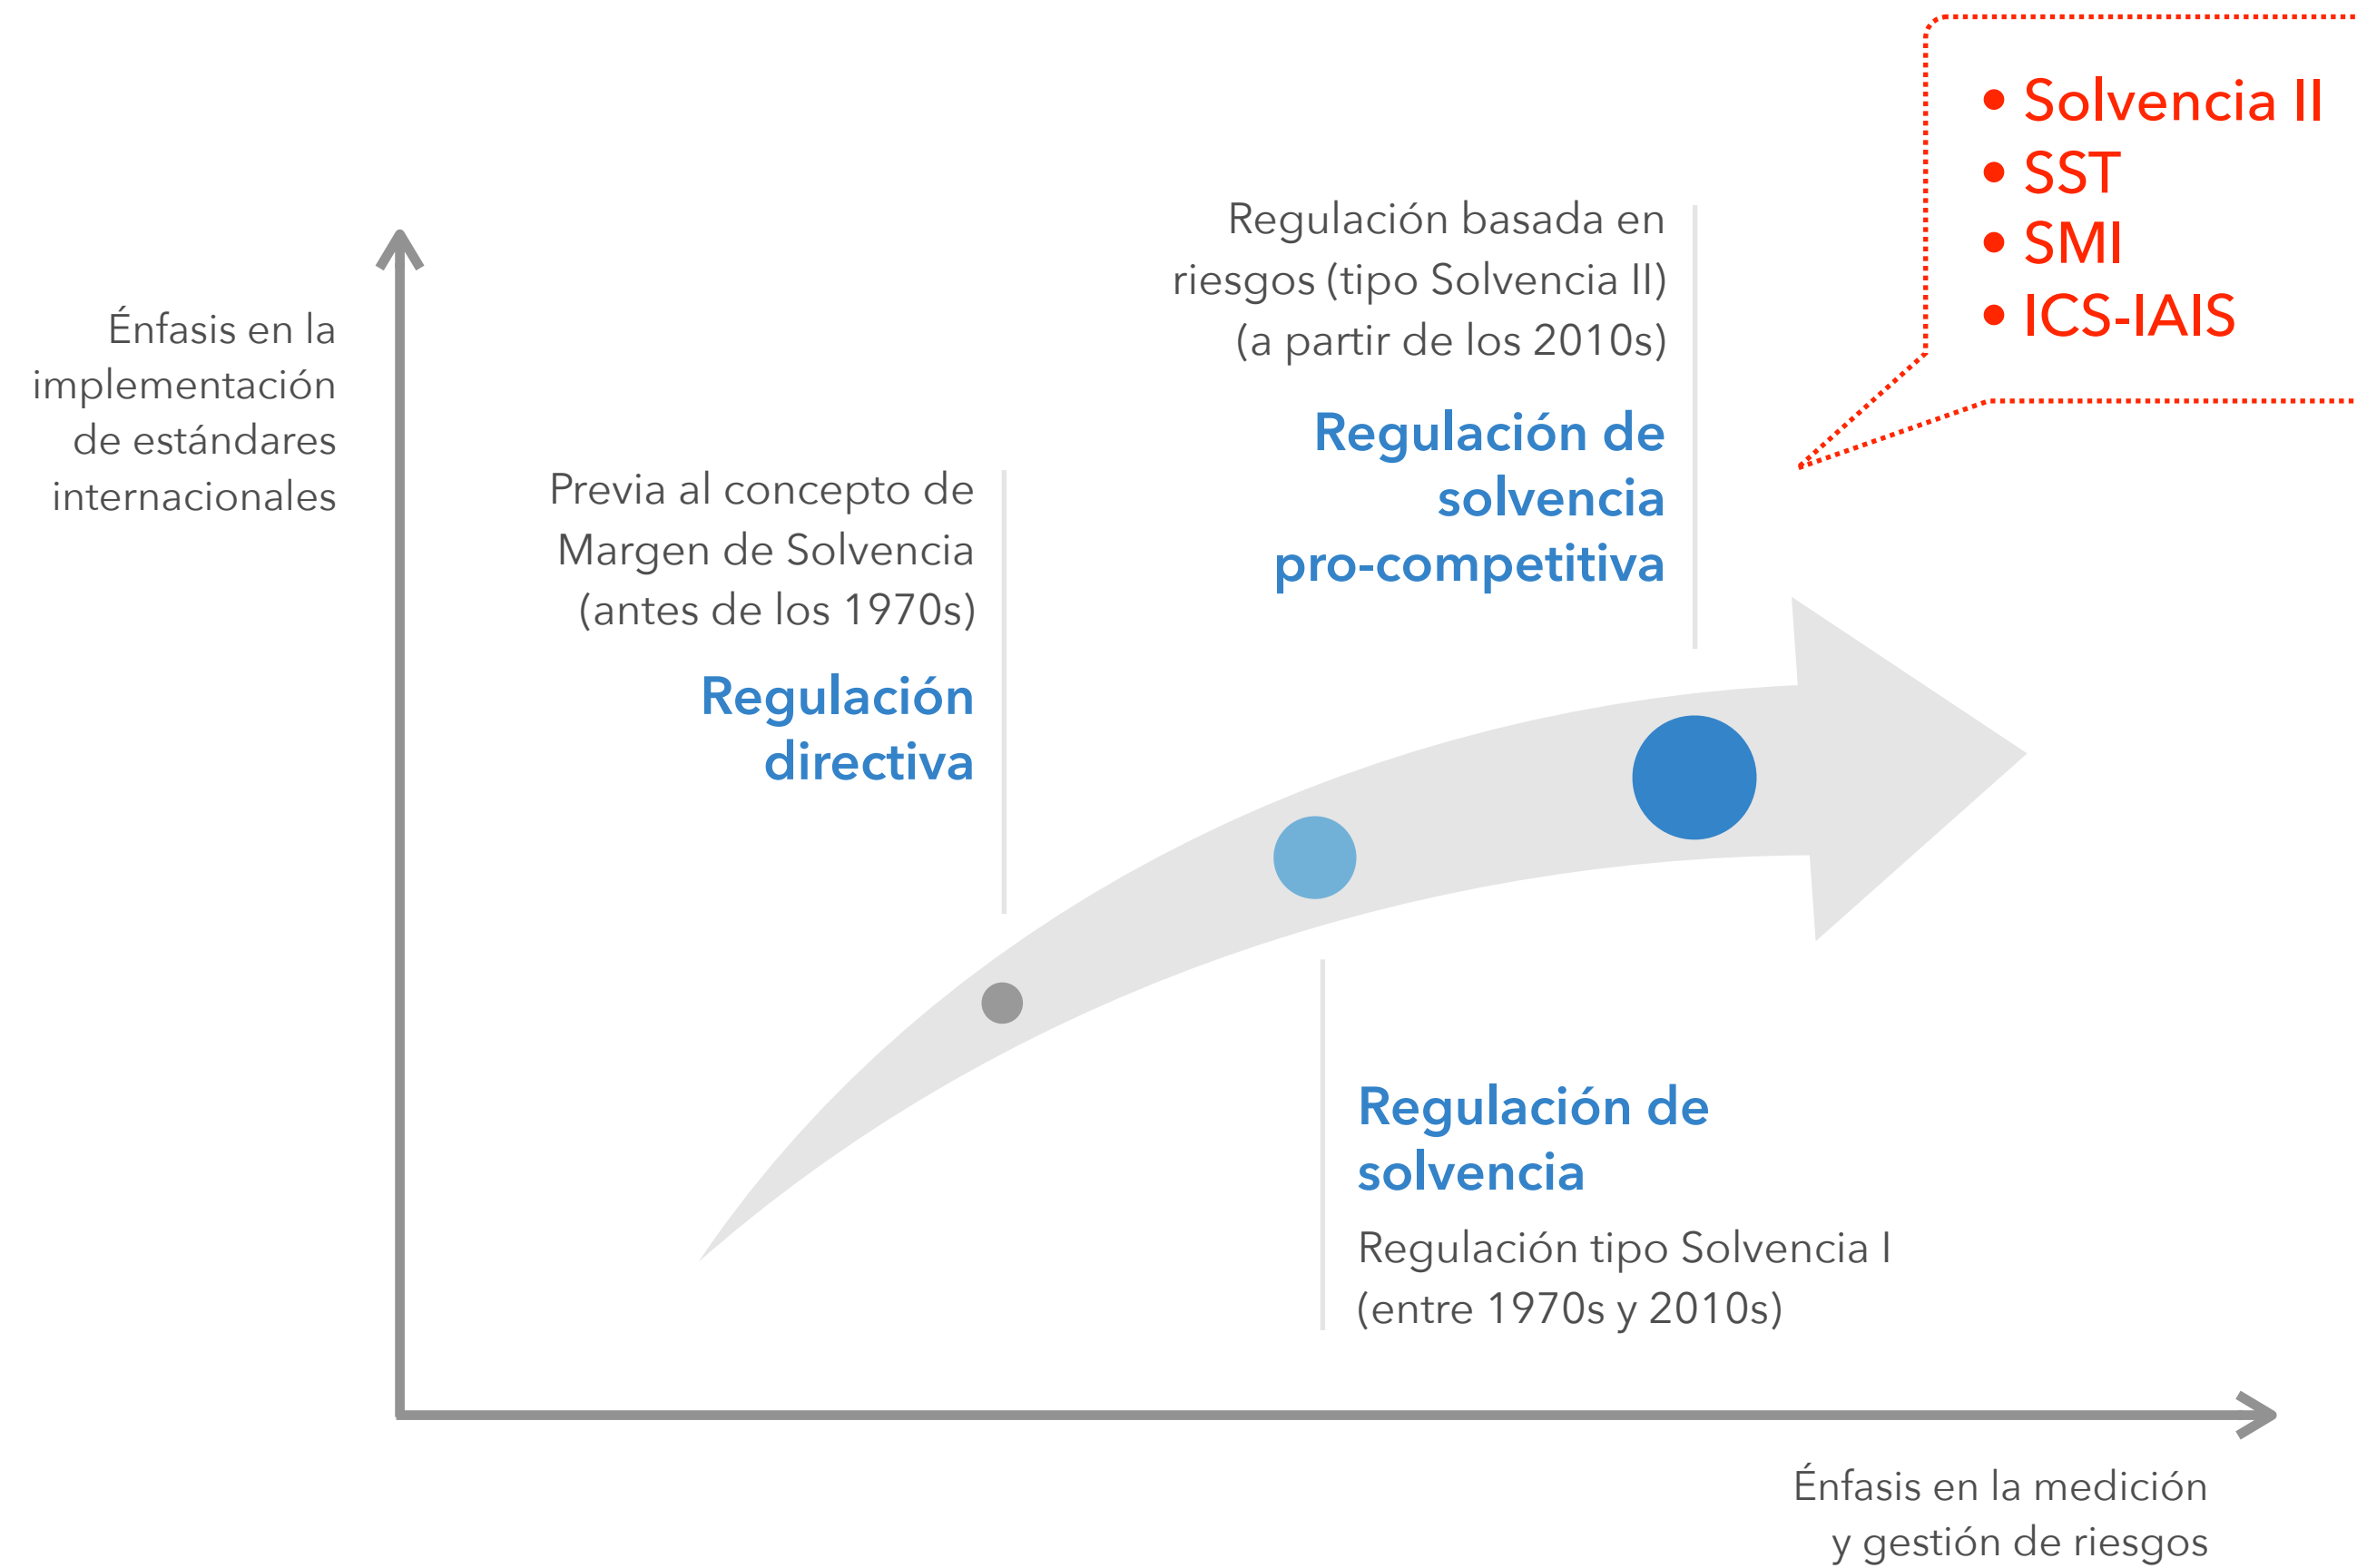 • Solvencia II
• SST
• SMI
• ICS-IAIS
Regulación basada en
riesgos (tipo Solvencia II)
(a partir de los 2010s)
Regulación de
solvencia
pro-competitiva
Énfasis en la
implementación
de estándares
internacionales
Previa al concepto de
Margen de Solvencia
(antes de los 1970s)
Regulación
directiva
Regulación de
solvencia
Regulación tipo Solvencia I
(entre 1970s y 2010s)
Énfasis en la medición
y gestión de riesgos